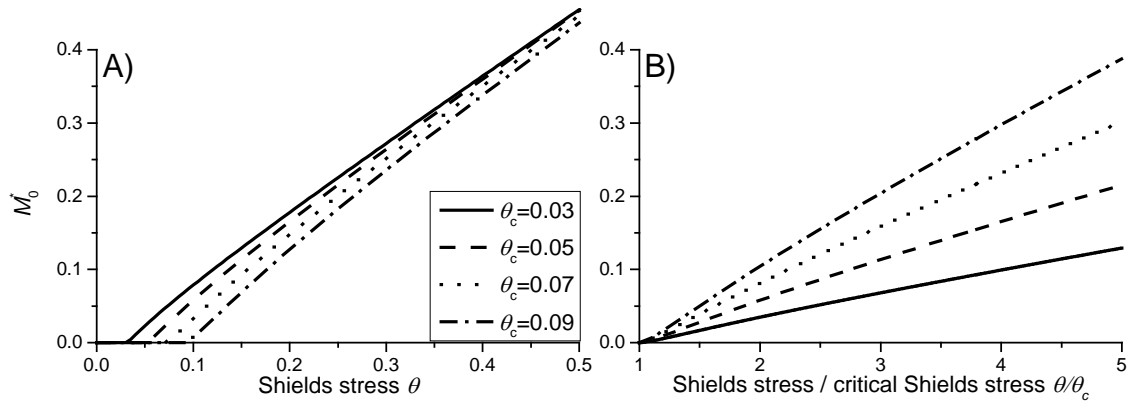 A)
0.4
0.3
0.2
0.1
0.0
M*0
0.0 0.1 0.2 0.3 0.4 0.5
Shields stress θ
θc=0.03
θc=0.05
θc=0.07
θc=0.09
B)
0.4
0.3
0.2
0.1
0.0
1 2 3 4 5
Shields stress / critical Shields stress θ/θc